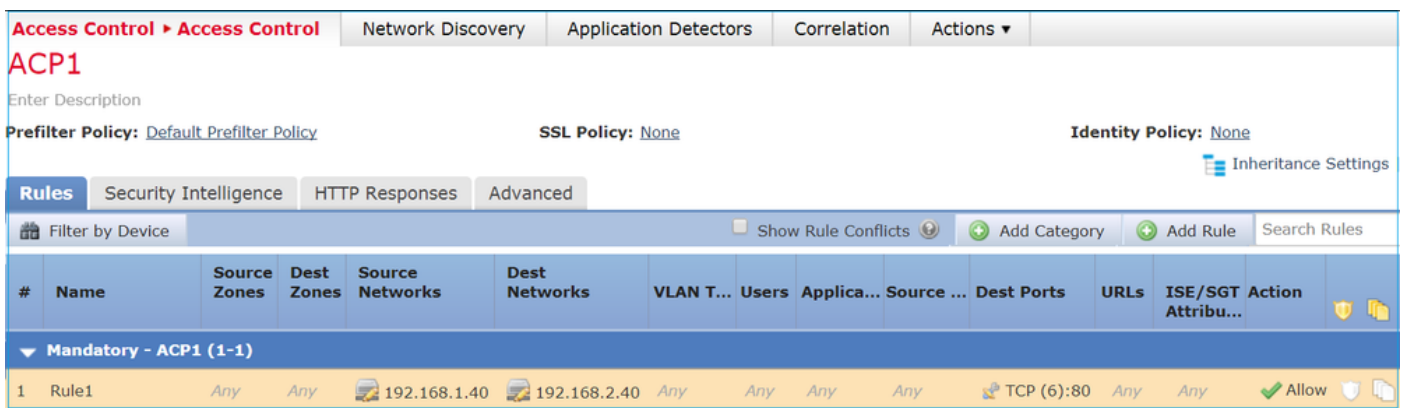 Access Control ▸ Access Control Network Discovery Application Detectors Correlation Actions ▾
ACP1
Enter Description
Prefilter Policy: Default Prefilter Policy SSL Policy: None Identity Policy: None
Inheritance Settings
Rules Security Intelligence HTTP Responses Advanced
Filter by Device Show Rule Conflicts ? Add Category Add Rule Search Rules
# Name Source Zones Dest Zones Source Networks Dest Networks VLAN T... Users Applica... Source ... Dest Ports URLs ISE/SGT Attribu... Action
Mandatory - ACP1 (1-1)
1 Rule1 Any Any 192.168.1.40 192.168.2.40 Any Any Any Any TCP (6):80 Any Any Allow